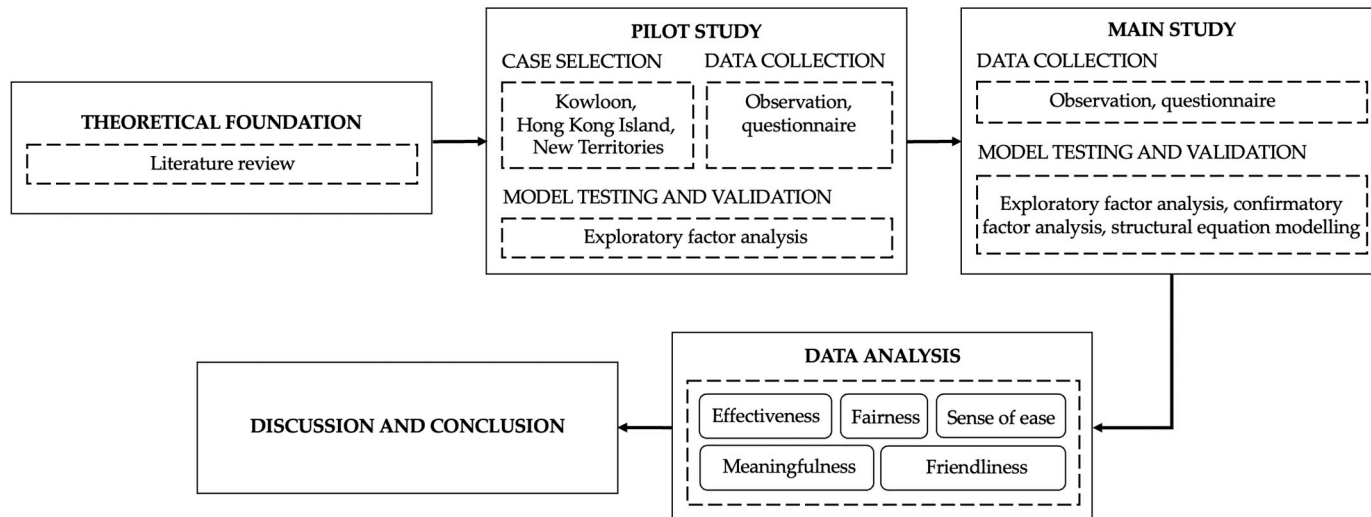 THEORETICAL FOUNDATION
Literature review
PILOT STUDY
CASE SELECTION
Kowloon,
Hong Kong Island,
New Territories
DATA COLLECTION
Observation,
questionnaire
MODEL TESTING AND VALIDATION
Exploratory factor analysis
MAIN STUDY
DATA COLLECTION
Observation, questionnaire
MODEL TESTING AND VALIDATION
Exploratory factor analysis, confirmatory
factor analysis, structural equation modelling
DATA ANALYSIS
Effectiveness
Fairness
Sense of ease
Meaningfulness
Friendliness
DISCUSSION AND CONCLUSION